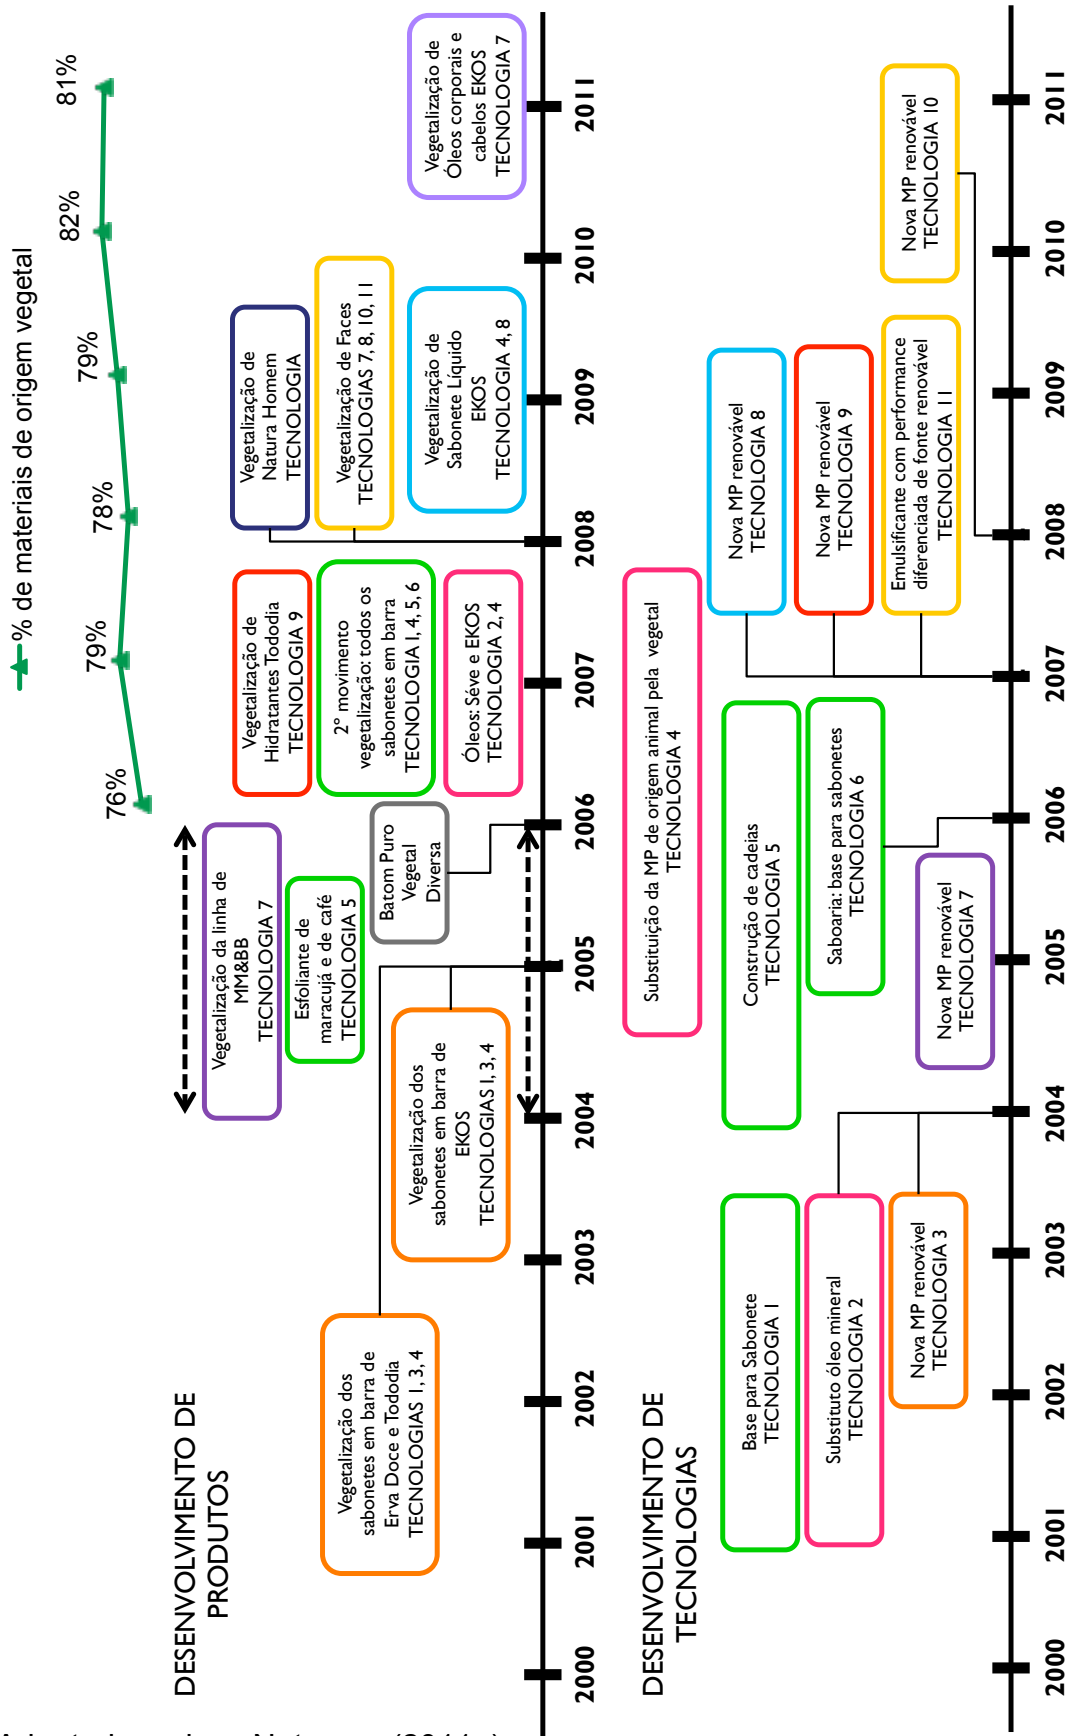 % de materiais de origem vegetal
76%
79%
78%
79%
82%
81%
DESENVOLVIMENTO DE
PRODUTOS
Vegetalização dos
sabonetes em barra de
Erva Doce e Tododia
TECNOLOGIAS 1, 3, 4
Vegetalização dos
sabonetes em barra de
EKOS
TECNOLOGIAS 1, 3, 4
Vegetalização da linha de
MM&BB
TECNOLOGIA 7
Esfoliante de
maracujá e de café
TECNOLOGIA 5
Batom Puro
Vegetal
Diversa
Vegetalização de
Hidratantes Tododia
TECNOLOGIA 9
2º movimento
vegetalização: todos os
sabonetes em barra
TECNOLOGIA 1, 4, 5, 6
Óleos: Séve e EKOS
TECNOLOGIA 2, 4
Vegetalização de
Natura Homem
TECNOLOGIA
Vegetalização de Faces
TECNOLOGIAS 7, 8, 10, 11
Vegetalização de
Sabonete Líquido
EKOS
TECNOLOGIA 4, 8
Vegetalização de
Óleos corporais e
cabelos EKOS
TECNOLOGIA 7
2000
2001
2002
2003
2004
2005
2006
2007
2008
2009
2010
2011
DESENVOLVIMENTO DE
TECNOLOGIAS
Base para Sabonete
TECNOLOGIA 1
Substituto óleo mineral
TECNOLOGIA 2
Nova MP renovável
TECNOLOGIA 3
Substituição da MP de origem animal pela vegetal
TECNOLOGIA 4
Construção de cadeias
TECNOLOGIA 5
Saboaria: base para sabonetes
TECNOLOGIA 6
Nova MP renovável
TECNOLOGIA 7
Nova MP renovável
TECNOLOGIA 8
Nova MP renovável
TECNOLOGIA 9
Emulsificante com performance
diferenciada de fonte renovável
TECNOLOGIA 11
Nova MP renovável
TECNOLOGIA 10
2000
2001
2002
2003
2004
2005
2006
2007
2008
2009
2010
2011